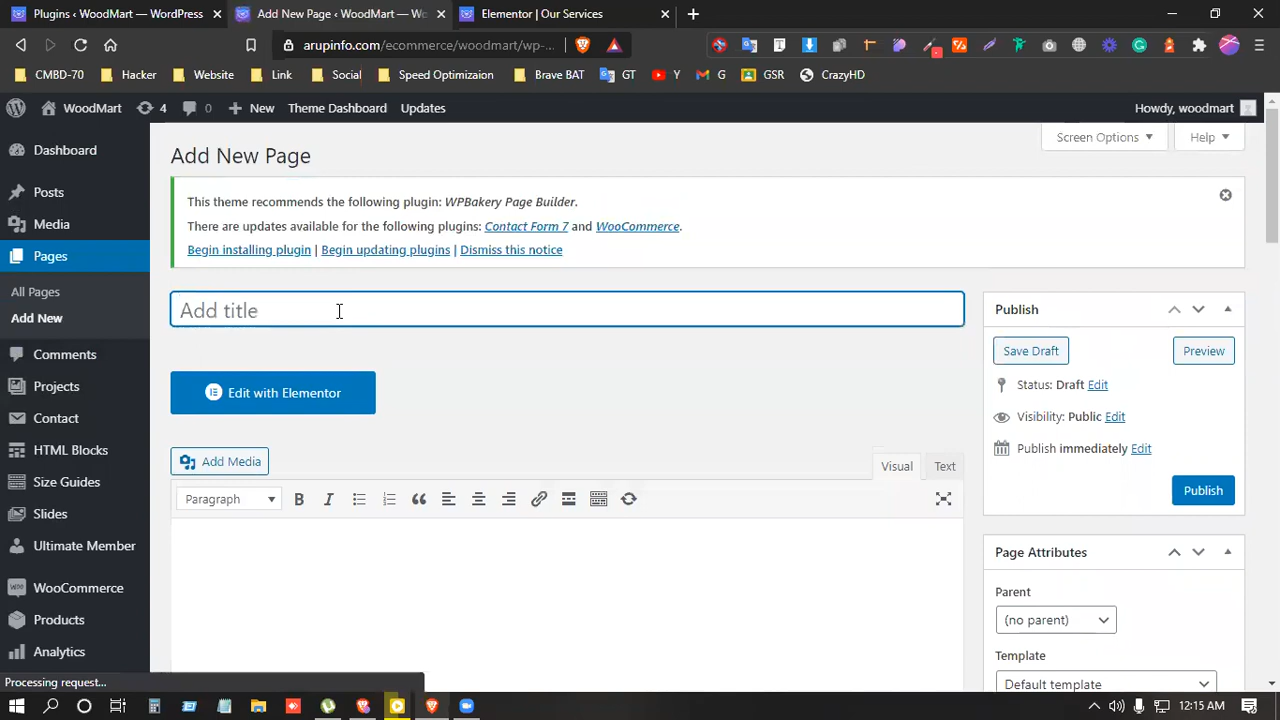 Plugins ‹ WoodMart — WordPress
Add New Page ‹ WoodMart — Wo
Elementor | Our Services
arupinfo.com/ecommerce/woodmart/wp-...
CPBD-70
Hacker
Website
Link
Social
Speed Optimizaion
Brave BAT
GT
Y
G
GSR
CrazyHD
WoodMart
4
0
New
Theme Dashboard
Updates
Howdy, woodmart
Dashboard
Posts
Media
Pages
All Pages
Add New
Comments
Projects
Contact
HTML Blocks
Size Guides
Slides
Ultimate Member
WooCommerce
Products
Analytics
Screen Options
Help
Add New Page
This theme recommends the following plugin: WPBakery Page Builder.
There are updates available for the following plugins: Contact Form 7 and WooCommerce.
Begin installing plugin | Begin updating plugins | Dismiss this notice
Add title
Edit with Elementor
Add Media
Visual
Text
Paragraph
Publish
Save Draft
Preview
Status: Draft Edit
Visibility: Public Edit
Publish immediately Edit
Publish
Page Attributes
Parent
(no parent)
Template
Default template
Processing request...
12:15 AM